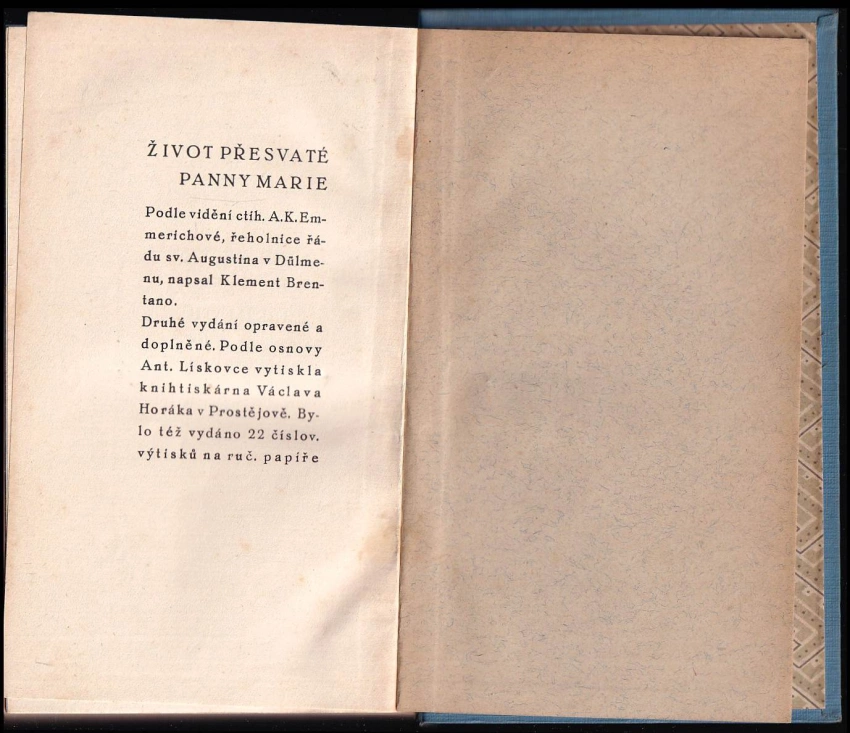 ŽIVOT PŘESVATÉ
PANNY MARIE
Podle vidění ctih. A. K. Em-
merichové, řeholnice řá-
du sv. Augustina v Dülme-
nu, napsal Klement Bren-
tano.
Druhé vydání opravené a
doplněné. Podle osnovy
Ant. Lískovce vytiskla
knihtiskárna Václava
Horáka v Prostějově. By-
lo též vydáno 22 číslov.
výtisků na ruč. papíře